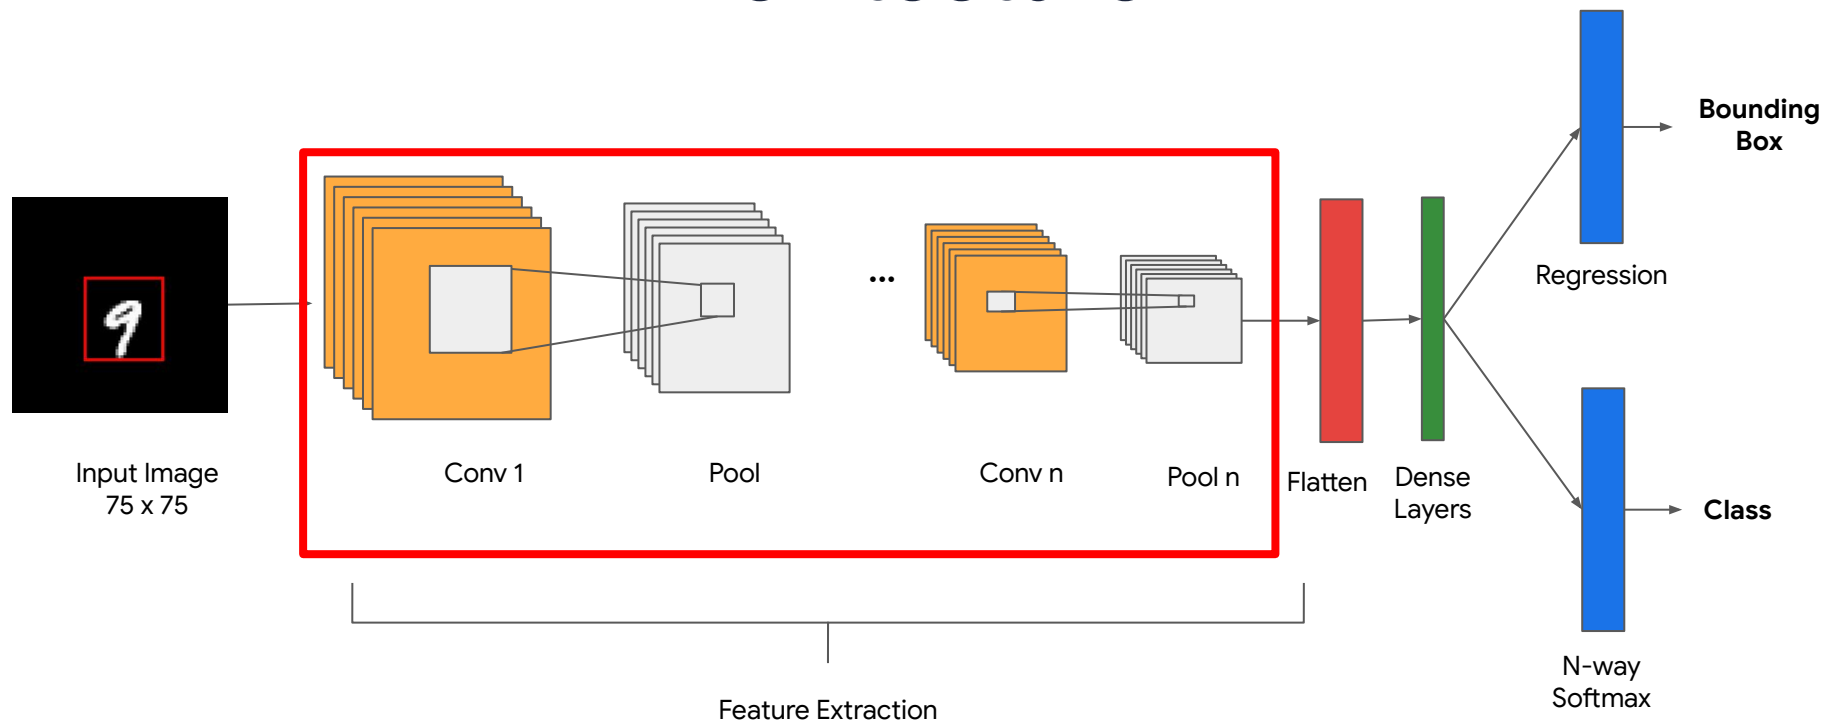 Bounding
Box
Regression
9
Input Image
75 x 75
Conv 1
Pool
...
Conv n
Pool n
Flatten
Dense
Layers
Class
N-way
Softmax
Feature Extraction